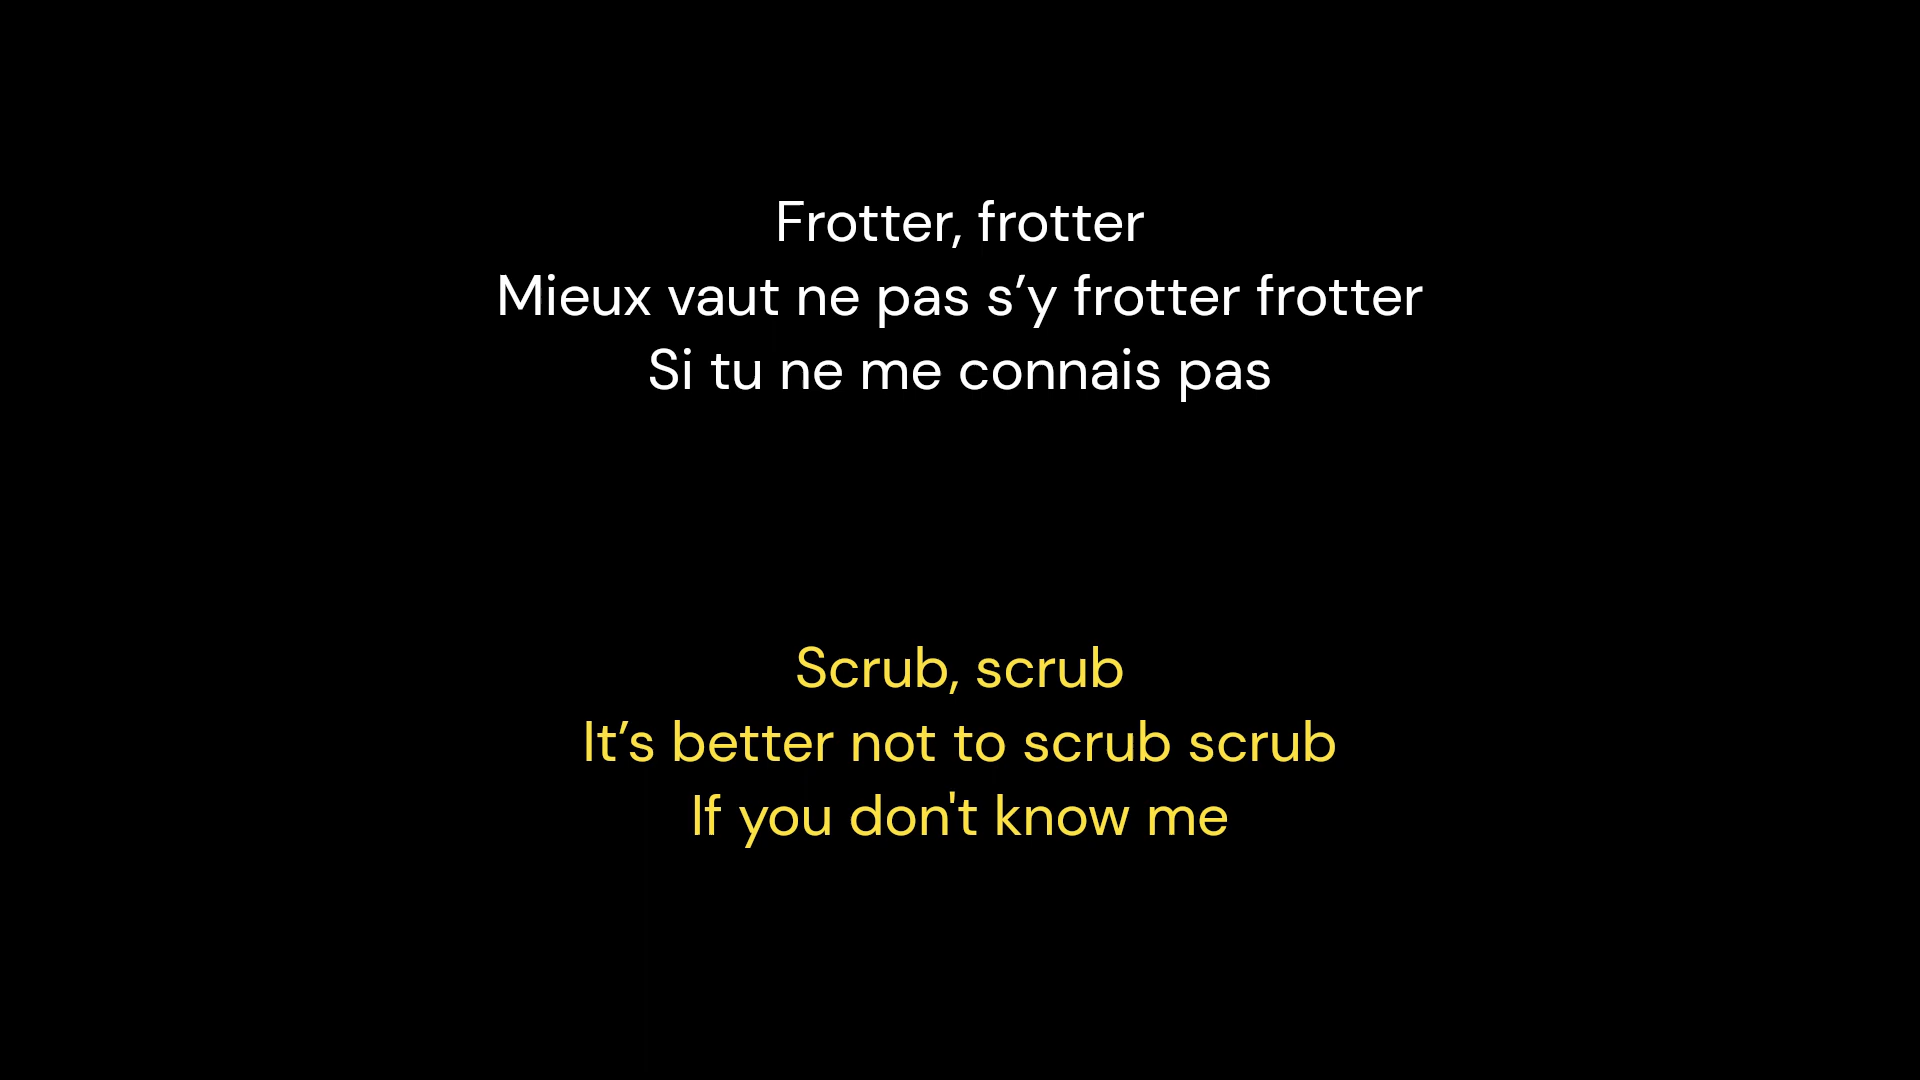 Frotter, frotter
Mieux vaut ne pas s’y frotter frotter
Si tu ne me connais pas
Scrub, scrub
It’s better not to scrub scrub
If you don't know me